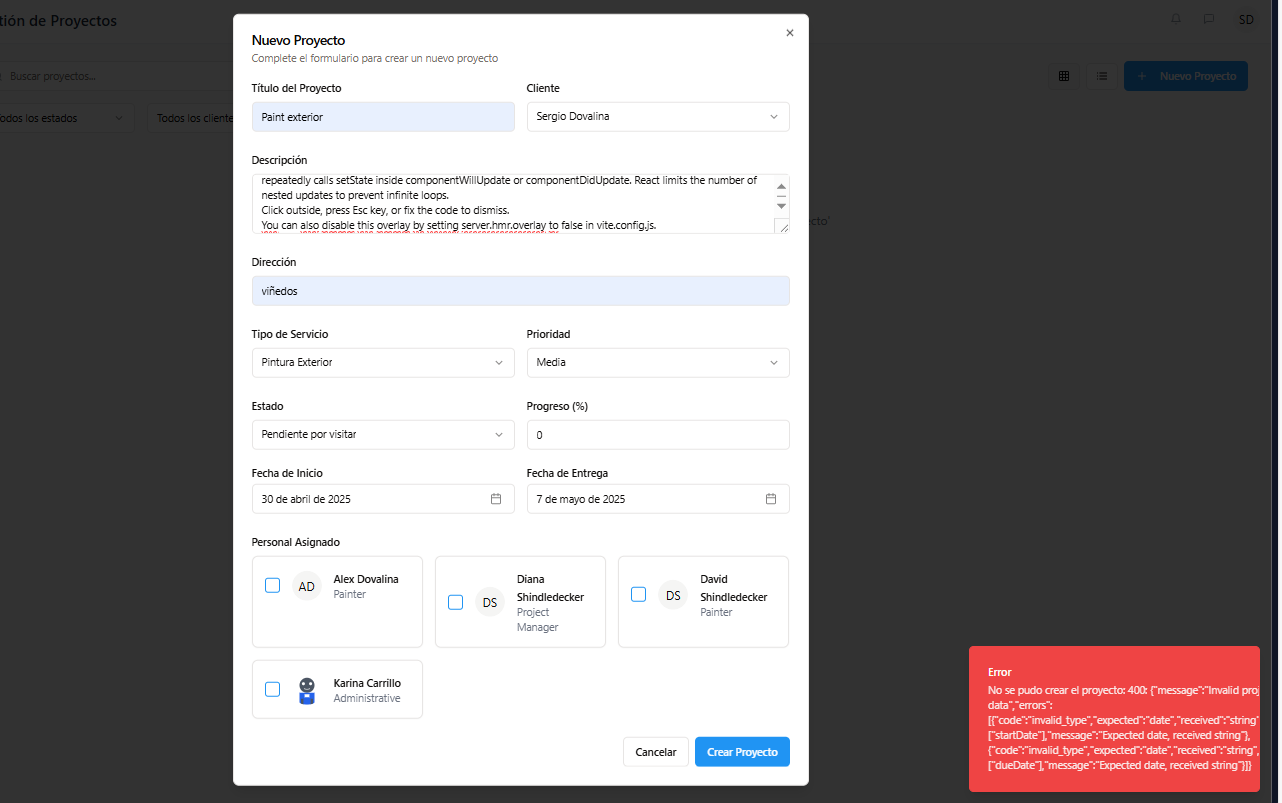 tión de Proyectos
SD
Buscar proyectos...
Nuevo Proyecto
odos los estados
Todos los cliente
ecto"
Nuevo Proyecto
Complete el formulario para crear un nuevo proyecto
Título del Proyecto
Cliente
Paint exterior
Sergio Dovalina
Descripción
repeatedly calls setState inside componentWillUpdate or componentDidUpdate. React limits the number of
nested updates to prevent infinite loops.
Click outside, press Esc key, or fix the code to dismiss.
You can also disable this overlay by setting server.hmr.overlay to false in vite.config.js.
Dirección
viñedos
Tipo de Servicio
Prioridad
Pintura Exterior
Media
Estado
Progreso (%)
Pendiente por visitar
0
Fecha de Inicio
Fecha de Entrega
30 de abril de 2025
7 de mayo de 2025
Personal Asignado
AD
Alex Dovalina
Painter
DS
Diana
Shindledecker
Project
Manager
DS
David
Shindledecker
Painter
Karina Carrillo
Administrative
Cancelar
Crear Proyecto
Error
No se pudo crear el proyecto: 400: {"message":"Invalid proj
data","errors":
[{"code":"invalid_type","expected":"date","received":"string"
["startDate"],"message":"Expected date, received string"},
{"code":"invalid_type","expected":"date","received":"string",
["dueDate"],"message":"Expected date, received string"}]}